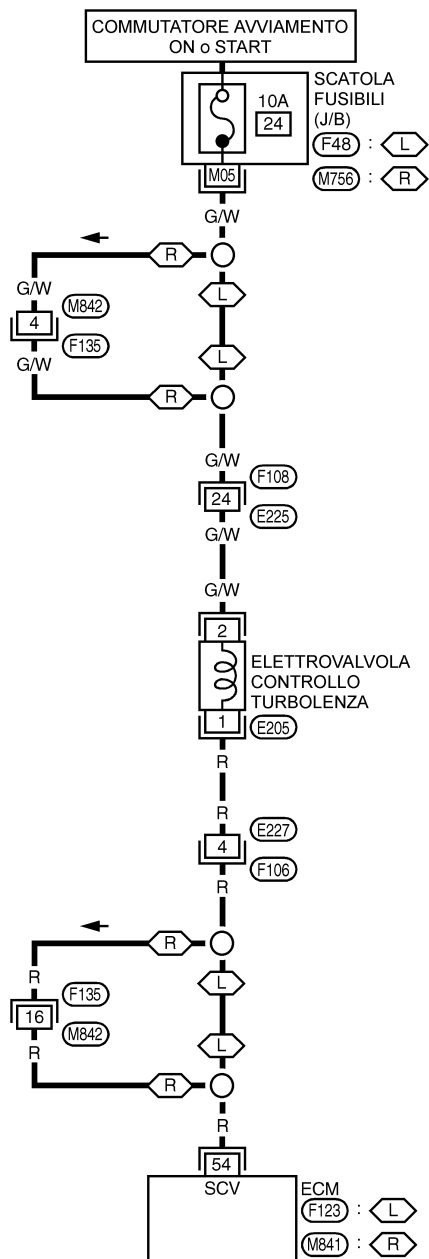 COMMUTATORE AVVIAMENTO
ON o START
SCATOLA
FUSIBILI
(J/B)
10A
24
F48 : L
M05
M756 : R
G/W
R
L
G/W
M842
4
F135
G/W
L
R
G/W
F108
24
E225
G/W
G/W
2
ELETTROVALVOLA
CONTROLLO
TURBOLENZA
1
E205
R
R
E227
4
F106
R
R
L
R
F135
16
M842
R
L
R
R
54
SCV
ECM
F123 : L
M841 : R